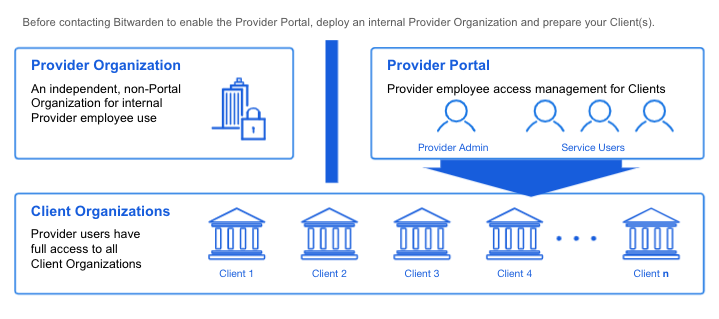 Before contacting Bitwarden to enable the Provider Portal, deploy an internal Provider Organization and prepare your Client(s).
Provider Organization
An independent, non-Portal
Organization for internal
Provider employee use
Provider Portal
Provider employee access management for Clients
Provider Admin
Service Users
Client Organizations
Provider users have
full access to all
Client Organizations
Client 1
Client 2
Client 3
Client 4
Client n